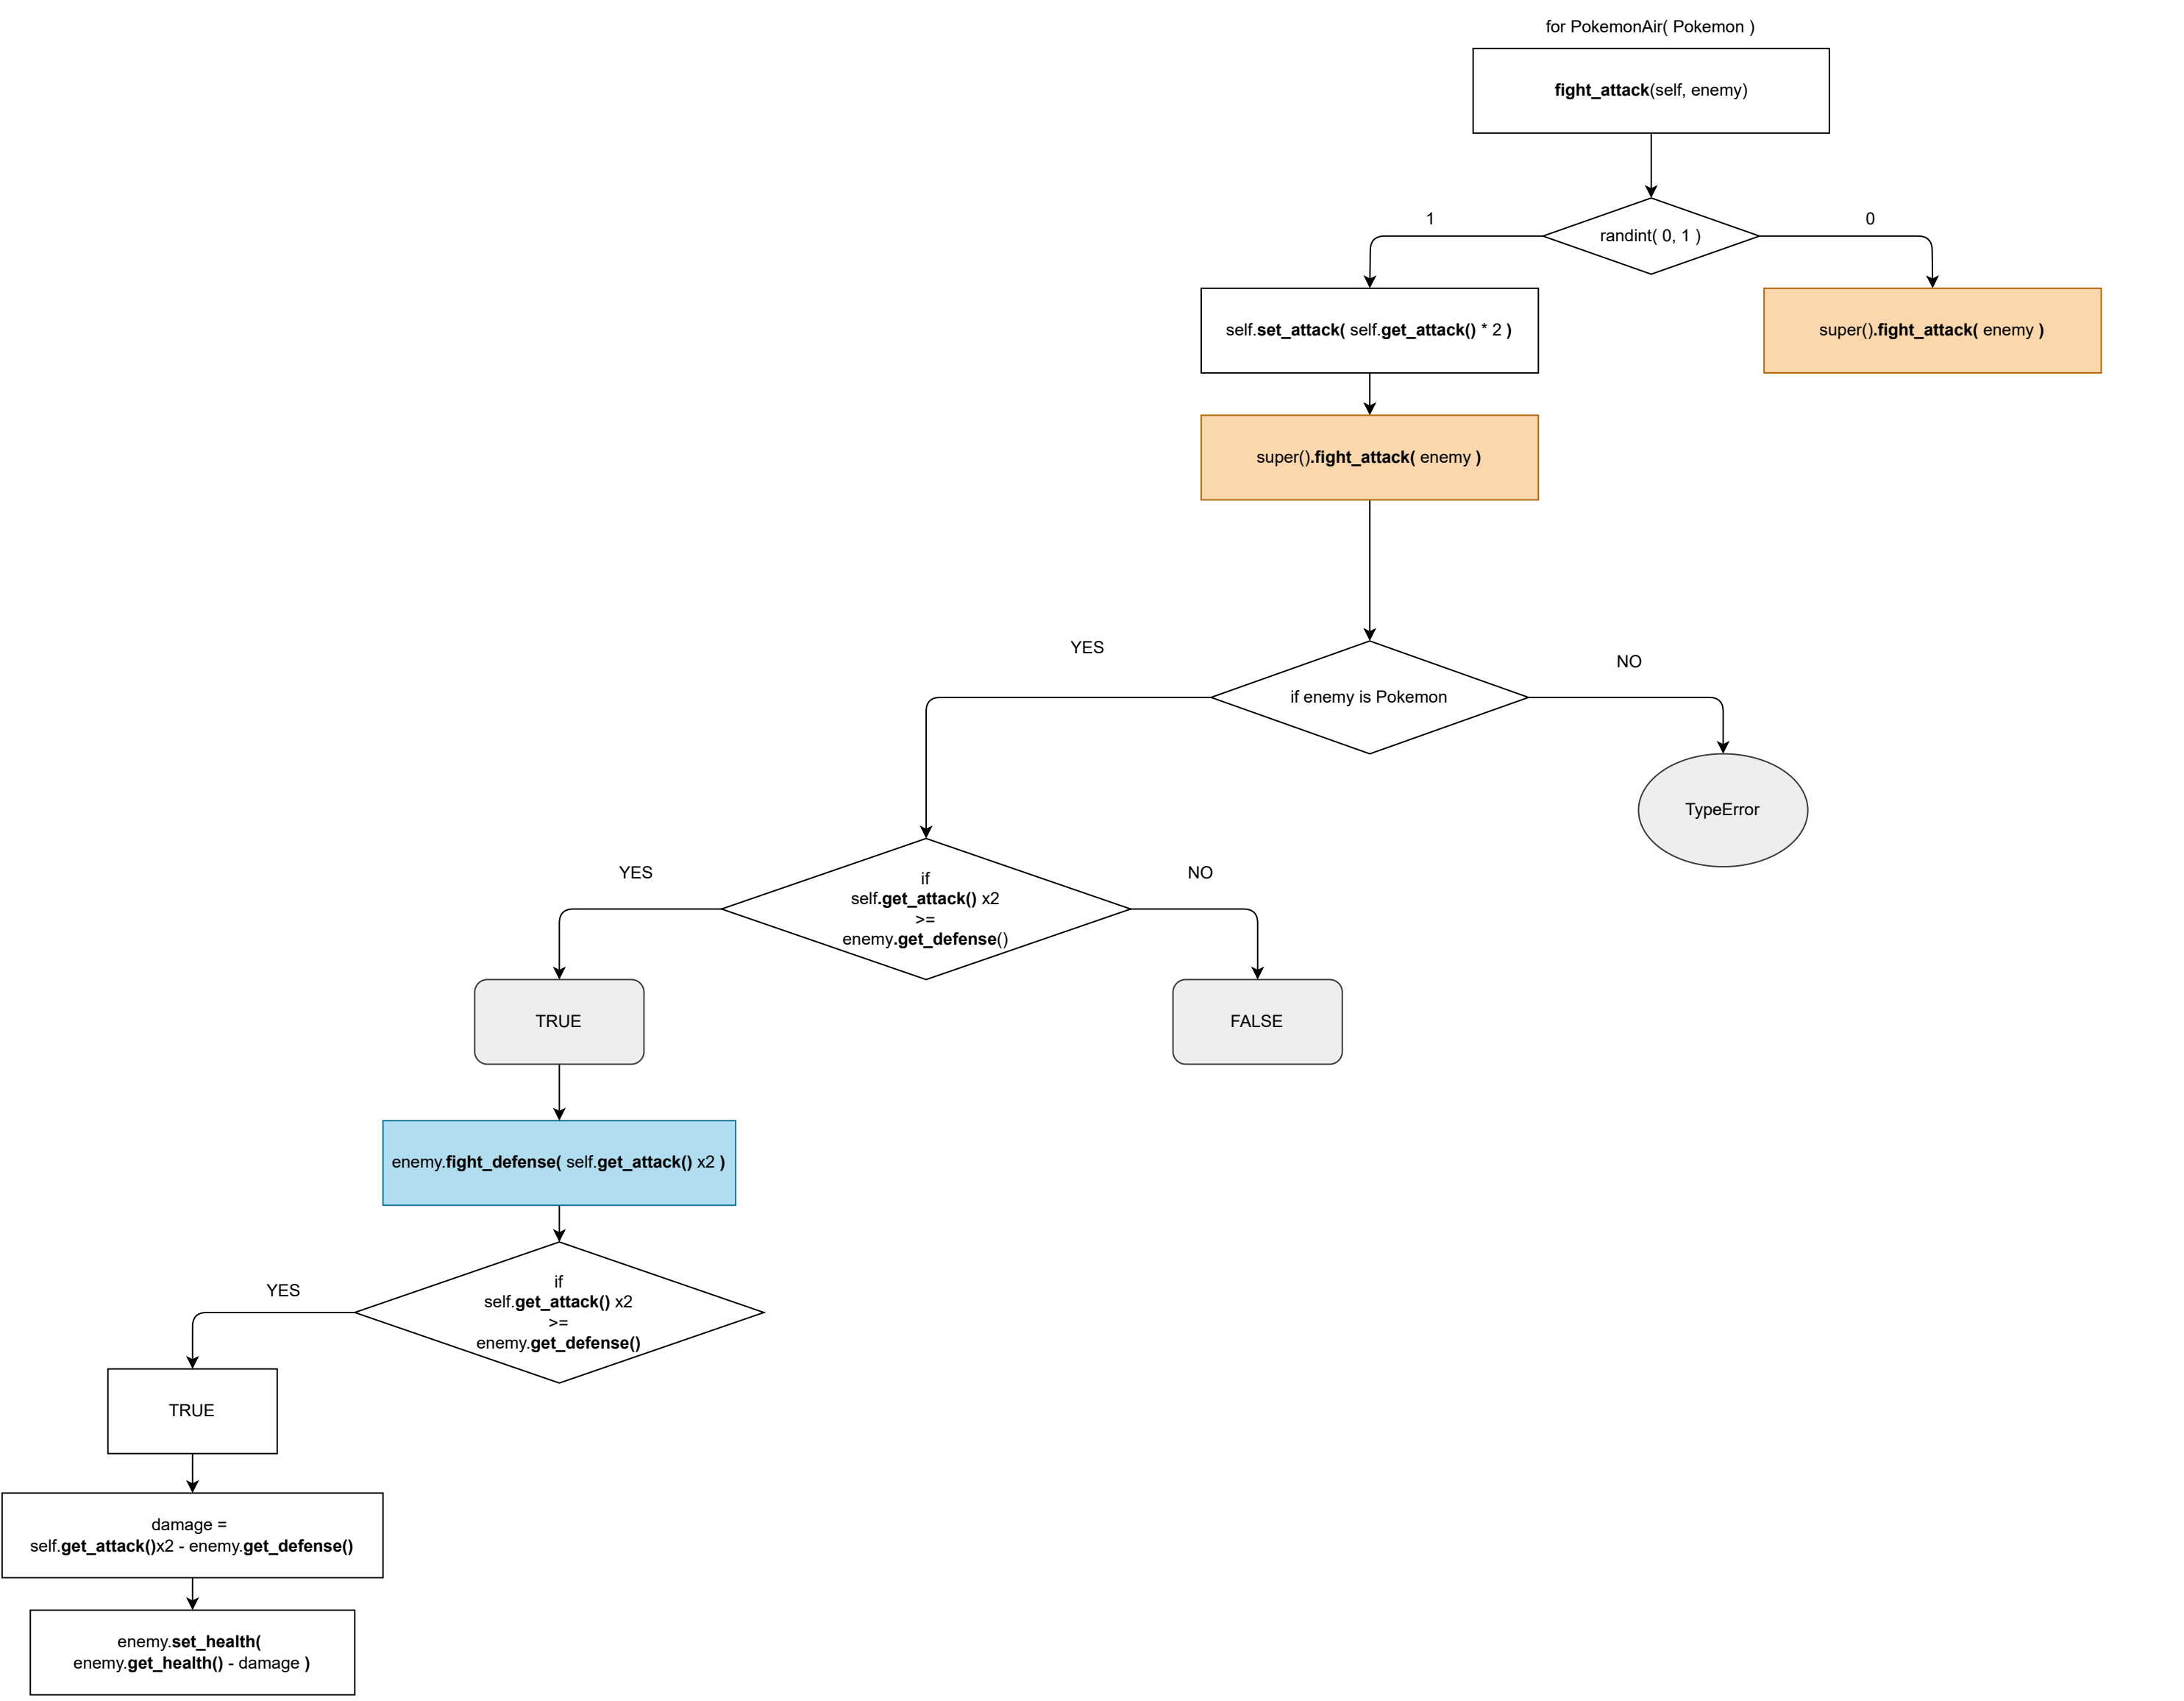 for PokemonAir( Pokemon )
fight_attack(self, enemy)
randint( 0, 1 )
1
0
self.set_attack( self.get_attack() * 2 )
super().fight_attack( enemy )
super().fight_attack( enemy )
if enemy is Pokemon
YES
NO
TypeError
if
self.get_attack() x2
>=
enemy.get_defense()
YES
NO
TRUE
FALSE
enemy.fight_defense( self.get_attack() x2 )
if
self.get_attack() x2
>=
enemy.get_defense()
YES
TRUE
damage =
self.get_attack()x2 - enemy.get_defense()
enemy.set_health(
enemy.get_health() - damage )